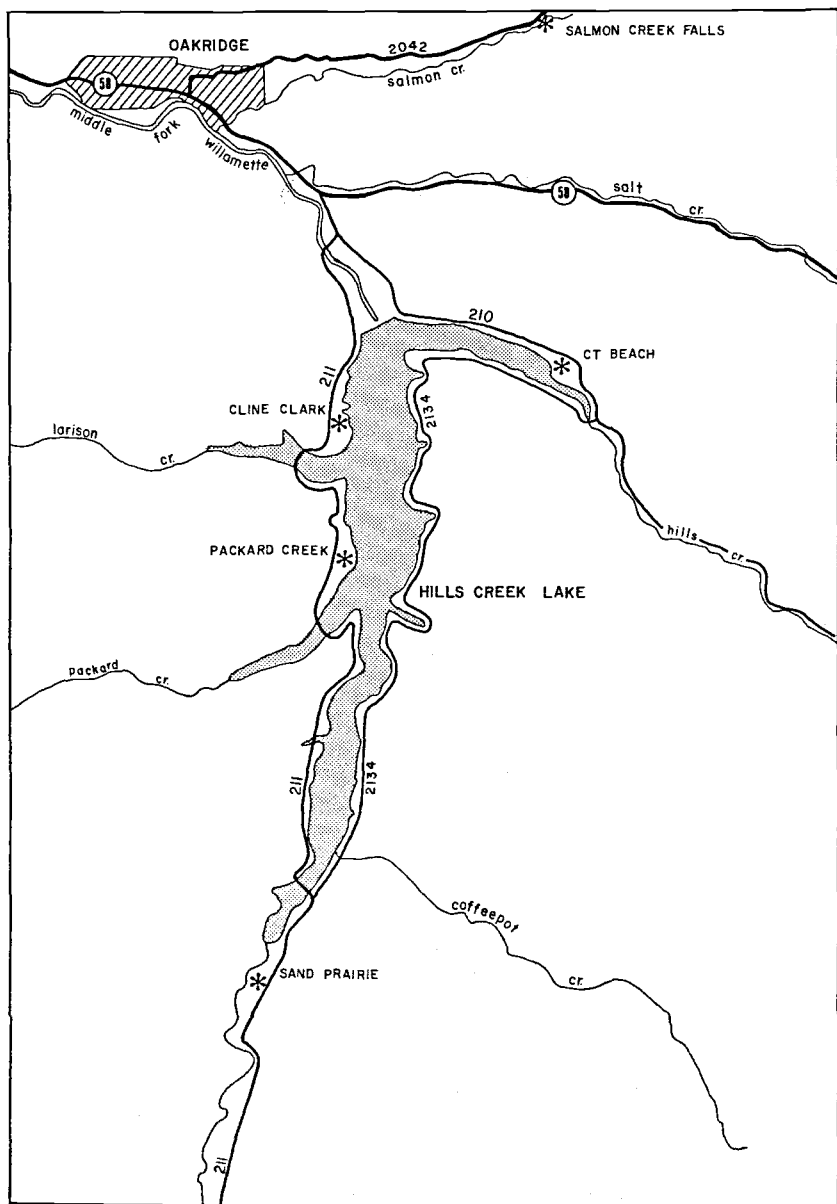 OAKRIDGE
2042
SALMON CREEK FALLS
salmon cr.
58
middle
fork
willamette
58
salt
cr.
210
CT BEACH
211
CLINE CLARK
2134
larison
cr.
hills
cr.
PACKARD CREEK
HILLS CREEK LAKE
packard
cr.
211
2134
coffeepot
cr.
SAND PRAIRIE
211